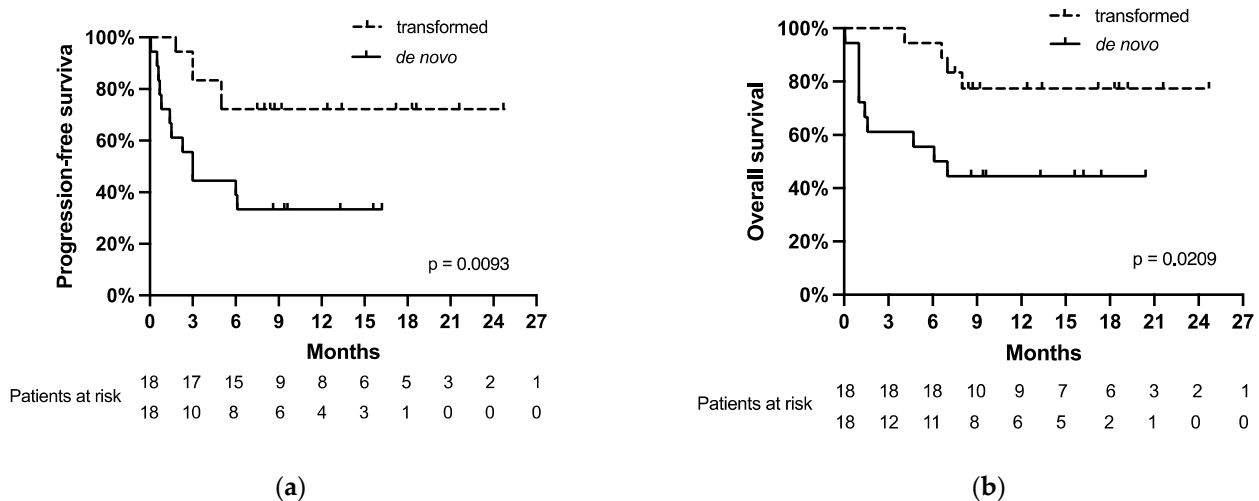 transformed
de novo
100%
80%
60%
40%
20%
0%
Progression-free surviva
p = 0.0093
0 3 6 9 12 15 18 21 24 27
Months
Patients at risk
18 17 15 9 8 6 5 3 2 1
18 10 8 6 4 3 1 0 0 0
(a)
transformed
de novo
100%
80%
60%
40%
20%
0%
Overall survival
p = 0.0209
0 3 6 9 12 15 18 21 24 27
Months
Patients at risk
18 18 18 10 9 7 6 3 2 1
18 12 11 8 6 5 2 1 0 0
(b)